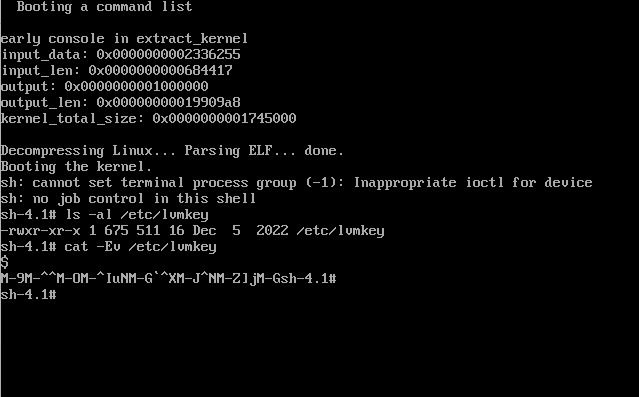 Booting a command list
early console in extract_kernel
input_data: 0x0000000002336255
input_len: 0x0000000000684417
output: 0x0000000001000000
output_len: 0x00000000019909a8
kernel_total_size: 0x0000000001745000
Decompressing Linux... Parsing ELF... done.
Booting the kernel.
sh: cannot set terminal process group (-1): Inappropriate ioctl for device
sh: no job control in this shell
sh-4.1# ls -al /etc/lvmkey
-rwxr-xr-x 1 675 511 16 Dec  5  2022 /etc/lvmkey
sh-4.1# cat -Ev /etc/lvmkey
$
M-9M-^^M-OM-^IuNM-G`^XM-J^NM-Z]jM-Gsh-4.1#
sh-4.1#